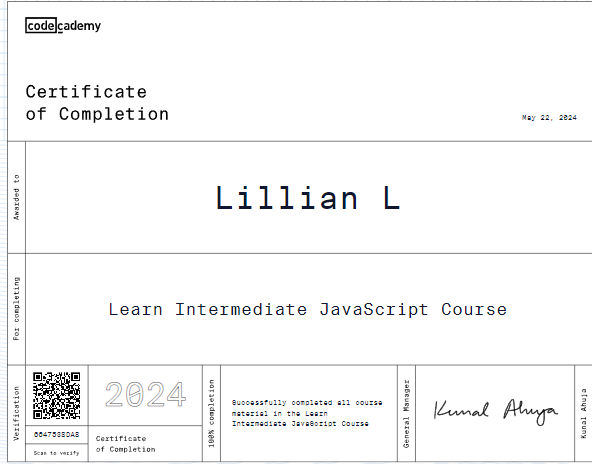 codecademy
Certificate
of Completion
May 22, 2024
Awarded to
Lillian L
For completing
Learn Intermediate JavaScript Course
Verification
Scan to verify
2024
Certificate
of Completion
100% completion
Successfully completed all course
material in the Learn
Intermediate JavaScript Course
General Manager
Kunal Ahuja
Kunal Ahuja